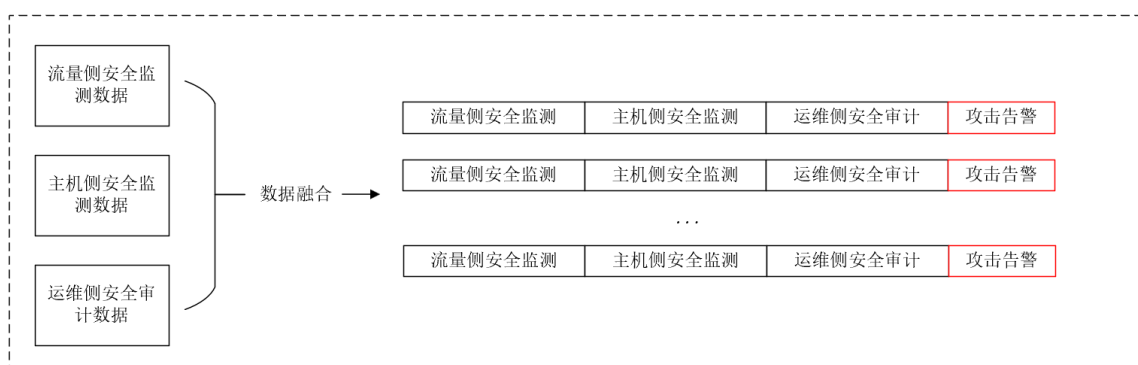 流量侧安全监
测数据
主机侧安全监
测数据
运维侧安全审
计数据
数据融合
流量侧安全监测 主机侧安全监测 运维侧安全审计 攻击告警
流量侧安全监测 主机侧安全监测 运维侧安全审计 攻击告警
...
流量侧安全监测 主机侧安全监测 运维侧安全审计 攻击告警